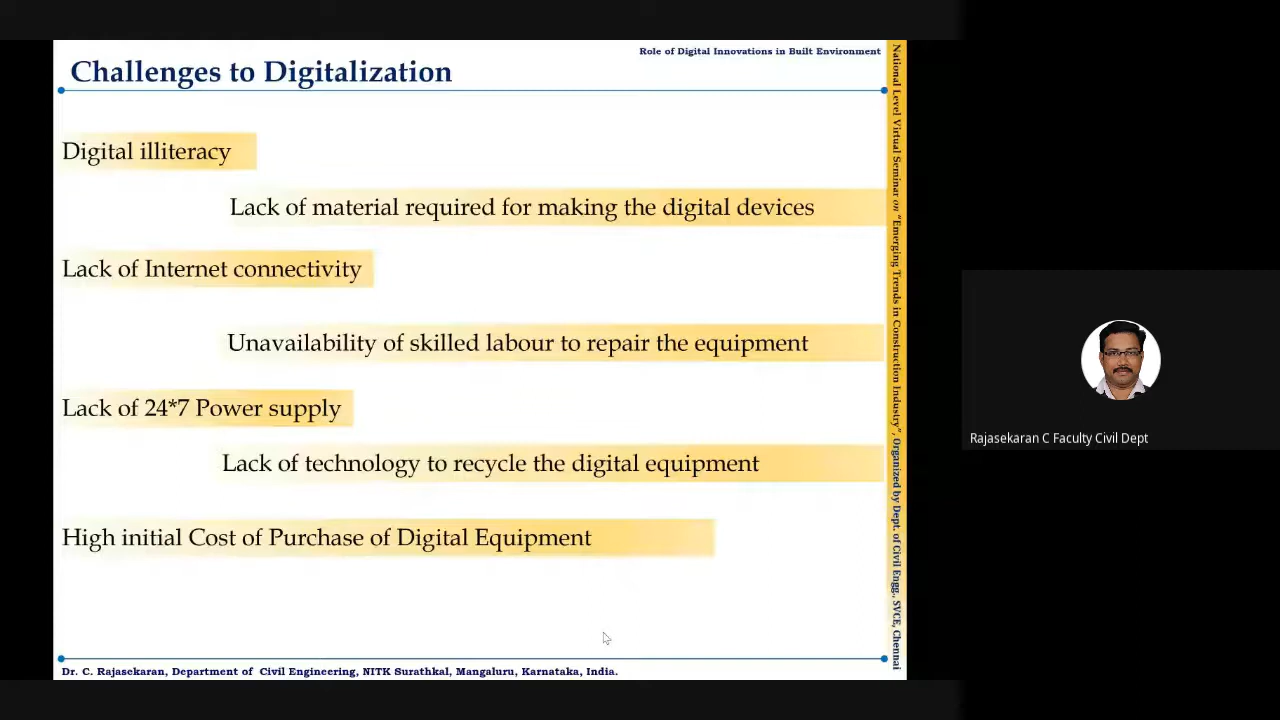 Role of Digital Innovations in Built Environment
Challenges to Digitalization
Digital illiteracy
Lack of material required for making the digital devices
Lack of Internet connectivity
Unavailability of skilled labour to repair the equipment
Lack of 24*7 Power supply
Lack of technology to recycle the digital equipment
High initial Cost of Purchase of Digital Equipment
Dr. C. Rajasekaran, Department of Civil Engineering, NITK Surathkal, Mangaluru, Karnataka, India.
National Level Virtual Seminar on "Emerging Trends in Construction Industry", Organized by Dept. of Civil Engg., SVCE, Chennai
Rajasekaran C Faculty Civil Dept